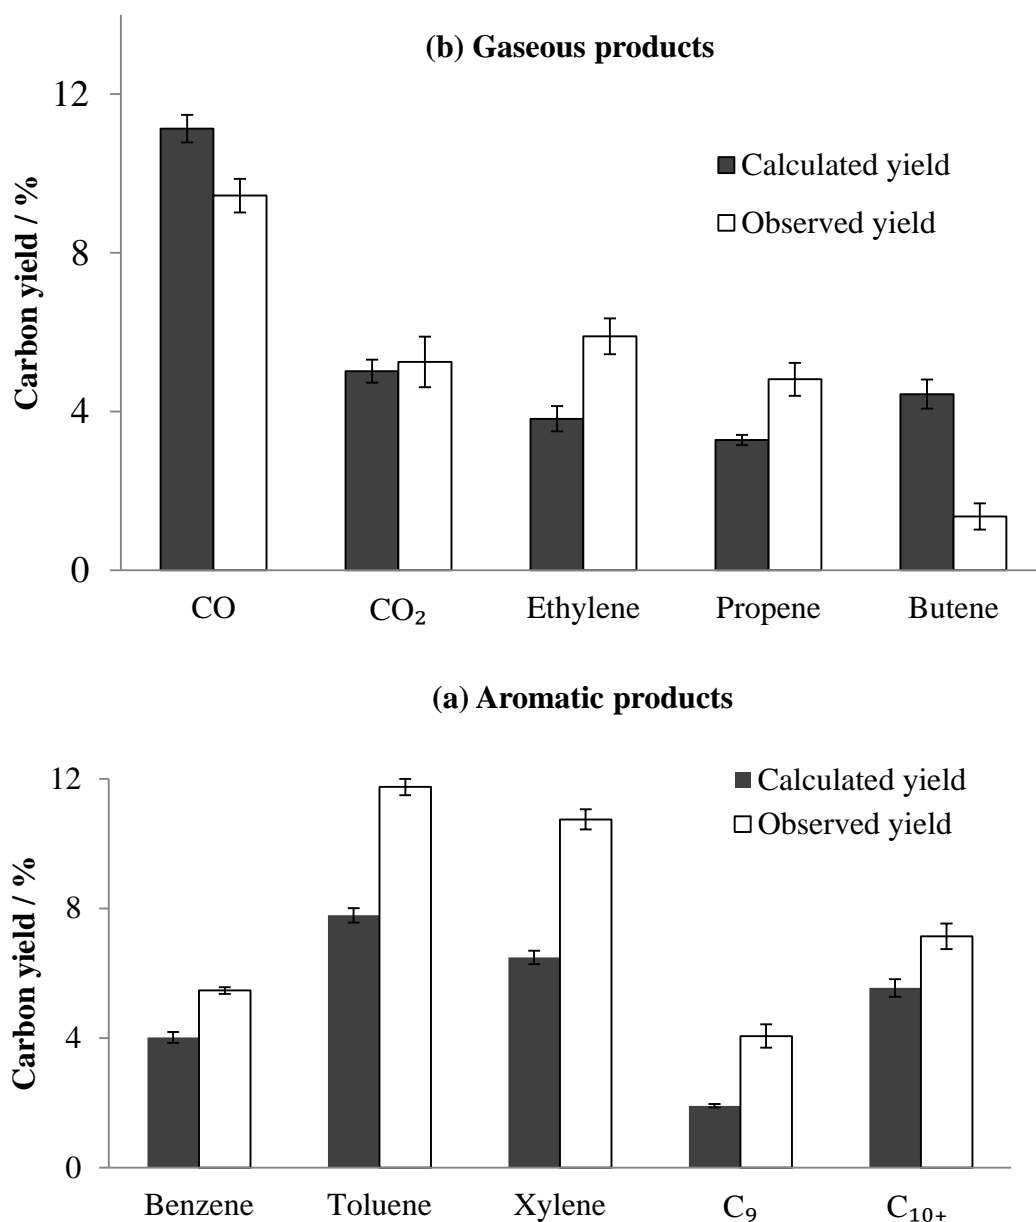 (b) Gaseous products
Carbon yield / %
12
8
4
0
Calculated yield
Observed yield
CO CO₂ Ethylene Propene Butene
(a) Aromatic products
Carbon yield / %
12
8
4
0
Calculated yield
Observed yield
Benzene Toluene Xylene C₉ C₁₀₊